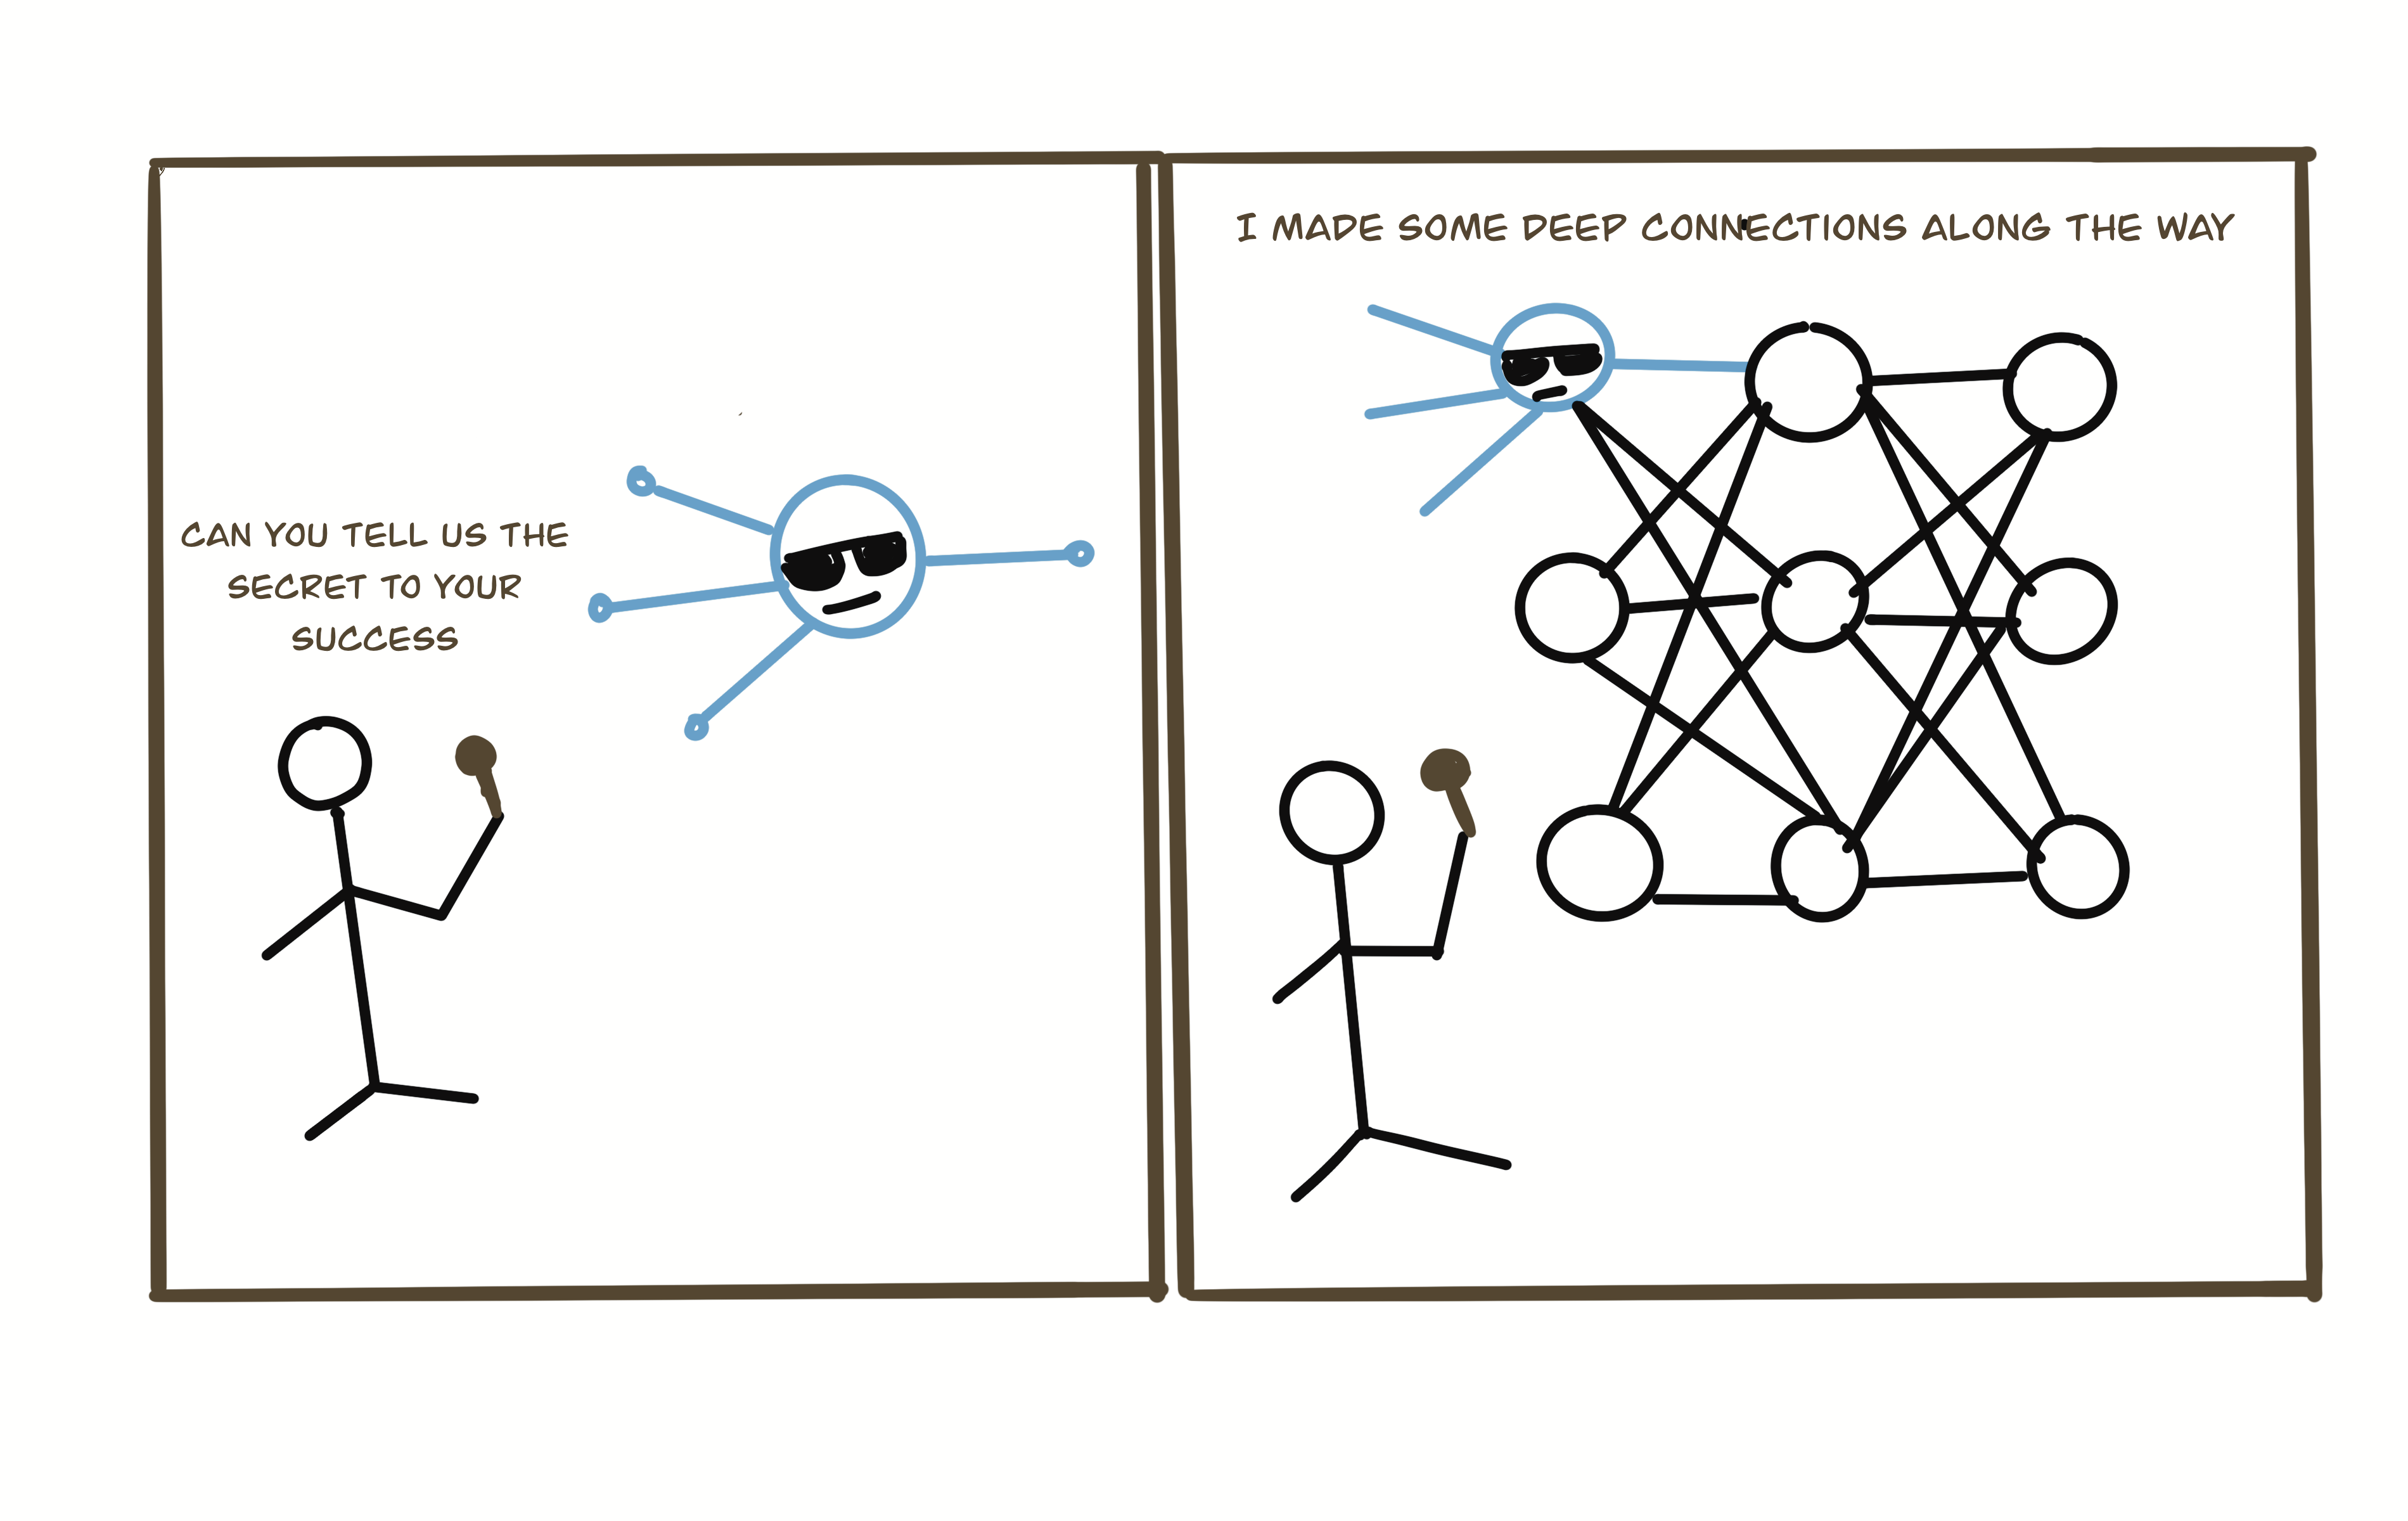 CAN YOU TELL US THE
SECRET TO YOUR
SUCCESS
I MADE SOME DEEP CONNECTIONS ALONG THE WAY